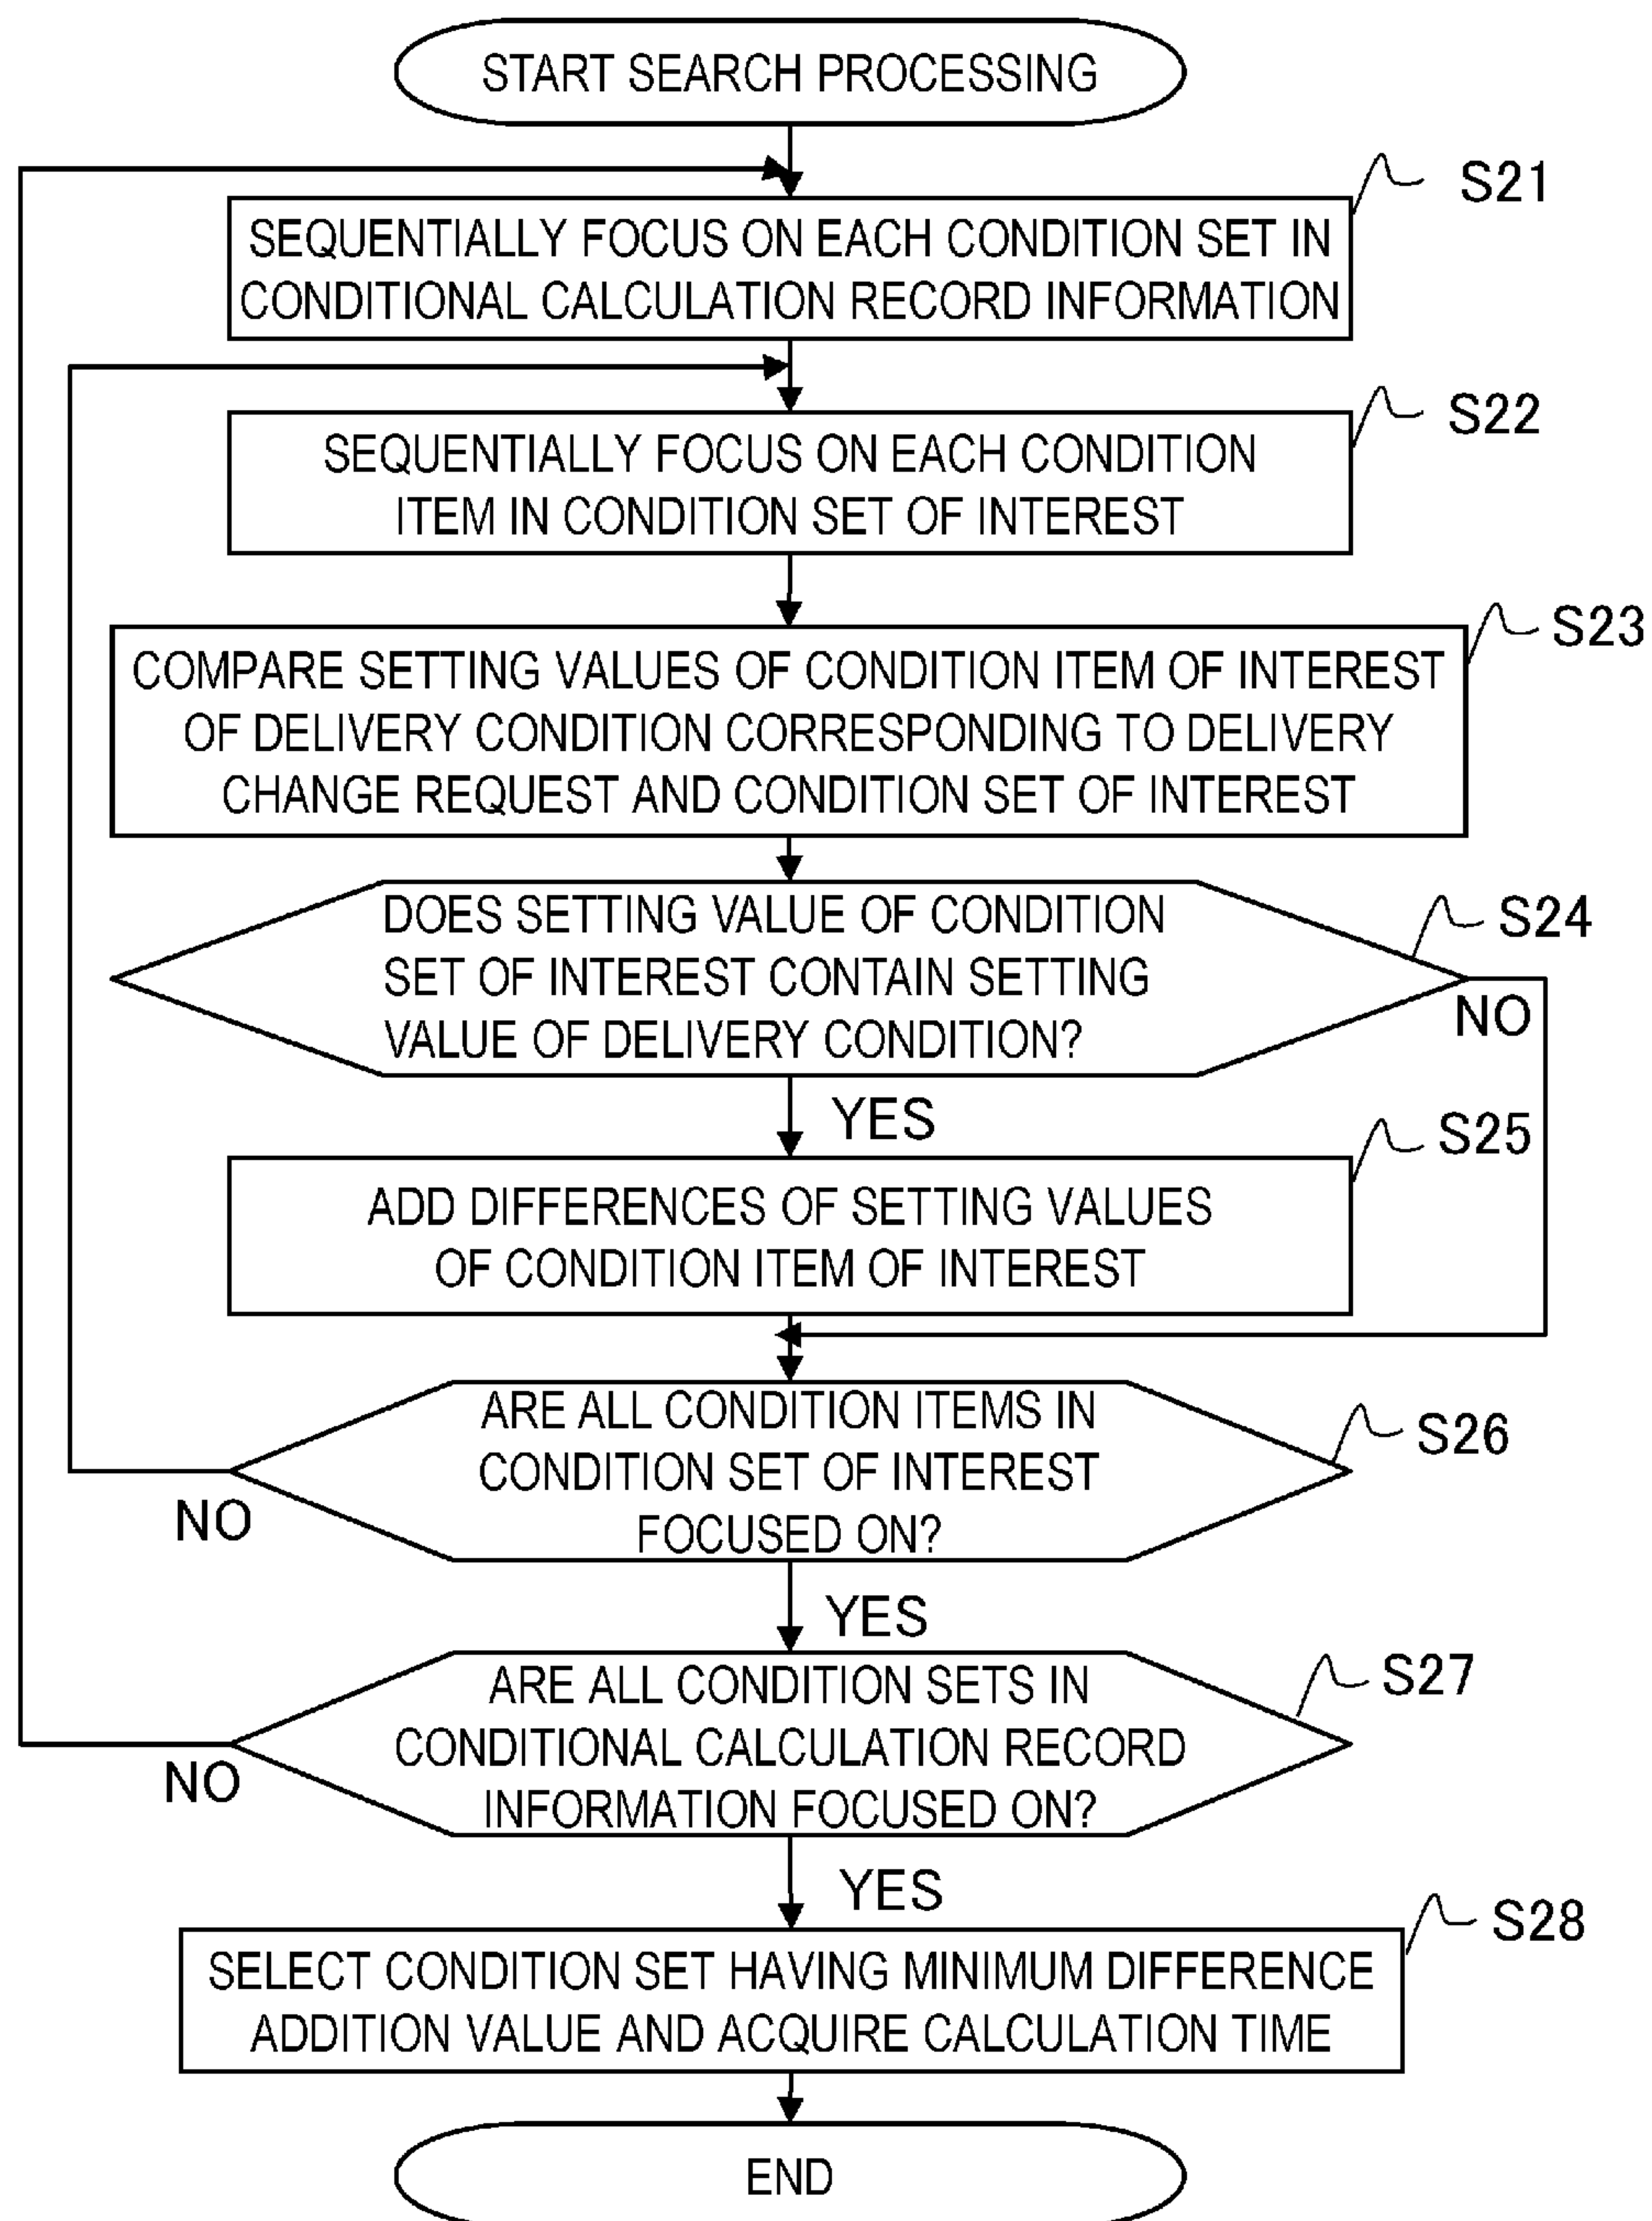 START SEARCH PROCESSING
S21
SEQUENTIALLY FOCUS ON EACH CONDITION SET IN
CONDITIONAL CALCULATION RECORD INFORMATION
S22
SEQUENTIALLY FOCUS ON EACH CONDITION
ITEM IN CONDITION SET OF INTEREST
S23
COMPARE SETTING VALUES OF CONDITION ITEM OF INTEREST
OF DELIVERY CONDITION CORRESPONDING TO DELIVERY
CHANGE REQUEST AND CONDITION SET OF INTEREST
S24
DOES SETTING VALUE OF CONDITION
SET OF INTEREST CONTAIN SETTING
VALUE OF DELIVERY CONDITION?
NO
YES
S25
ADD DIFFERENCES OF SETTING VALUES
OF CONDITION ITEM OF INTEREST
S26
ARE ALL CONDITION ITEMS IN
CONDITION SET OF INTEREST
FOCUSED ON?
NO
YES
S27
ARE ALL CONDITION SETS IN
CONDITIONAL CALCULATION RECORD
INFORMATION FOCUSED ON?
NO
YES
S28
SELECT CONDITION SET HAVING MINIMUM DIFFERENCE
ADDITION VALUE AND ACQUIRE CALCULATION TIME
END